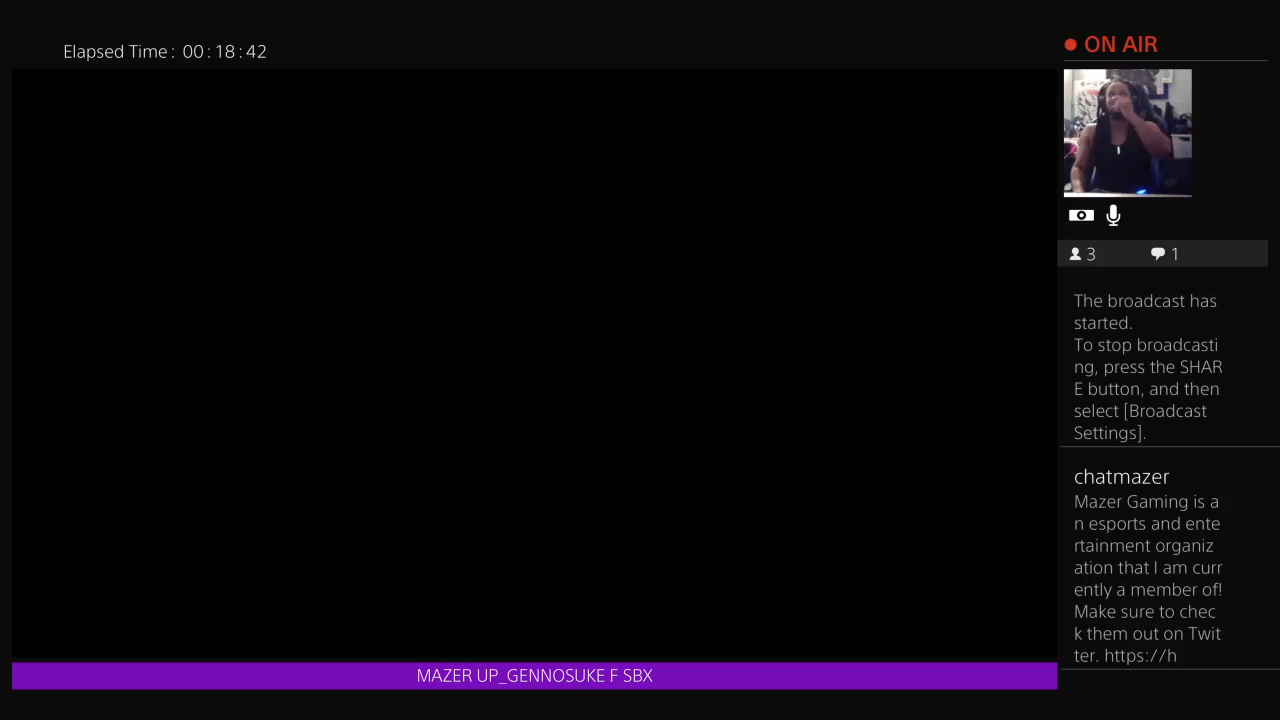 Elapsed Time : 00 : 18 : 42
ON AIR
3
1
The broadcast has
started.
To stop broadcasti
ng, press the SHAR
E button, and then
select [Broadcast
Settings].
chatmazer
Mazer Gaming is a
n esports and ente
rtainment organiz
ation that I am curr
ently a member of!
Make sure to chec
k them out on Twit
ter. https://h
MAZER UP_GENNOSUKE F SBX